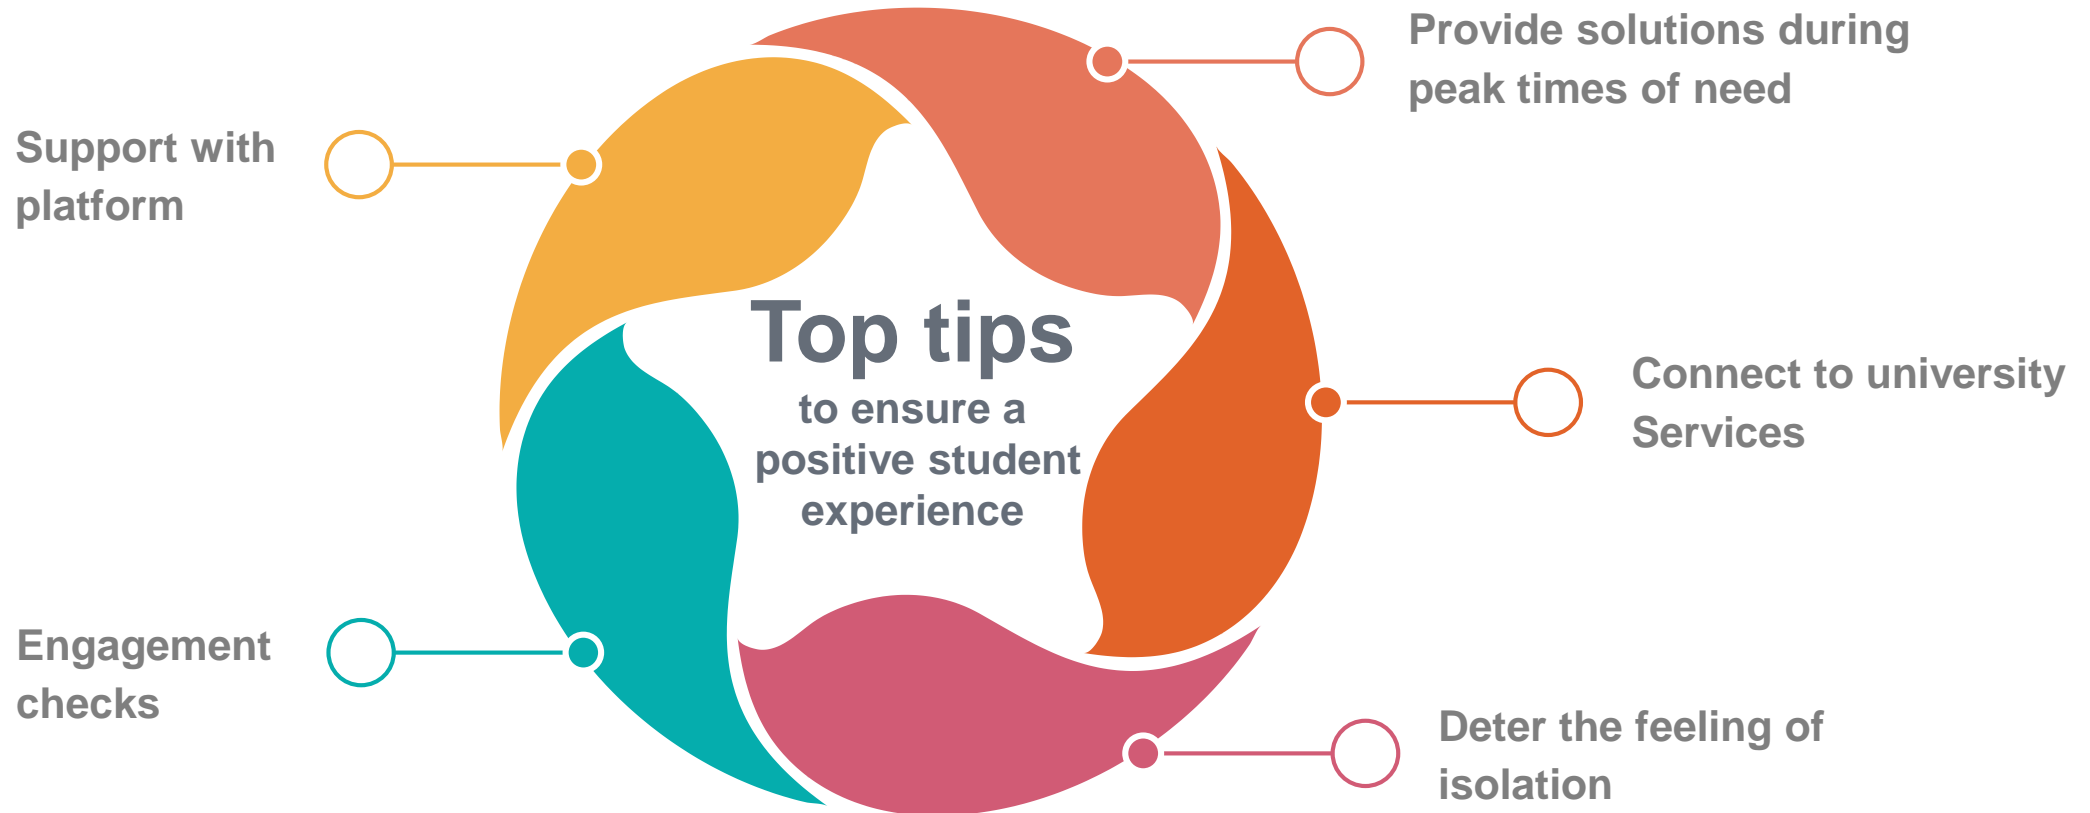 Provide solutions during
peak times of need
Support with
platform
Top tips
to ensure a
positive student
experience
Connect to university
Services
Engagement
checks
Deter the feeling of
isolation